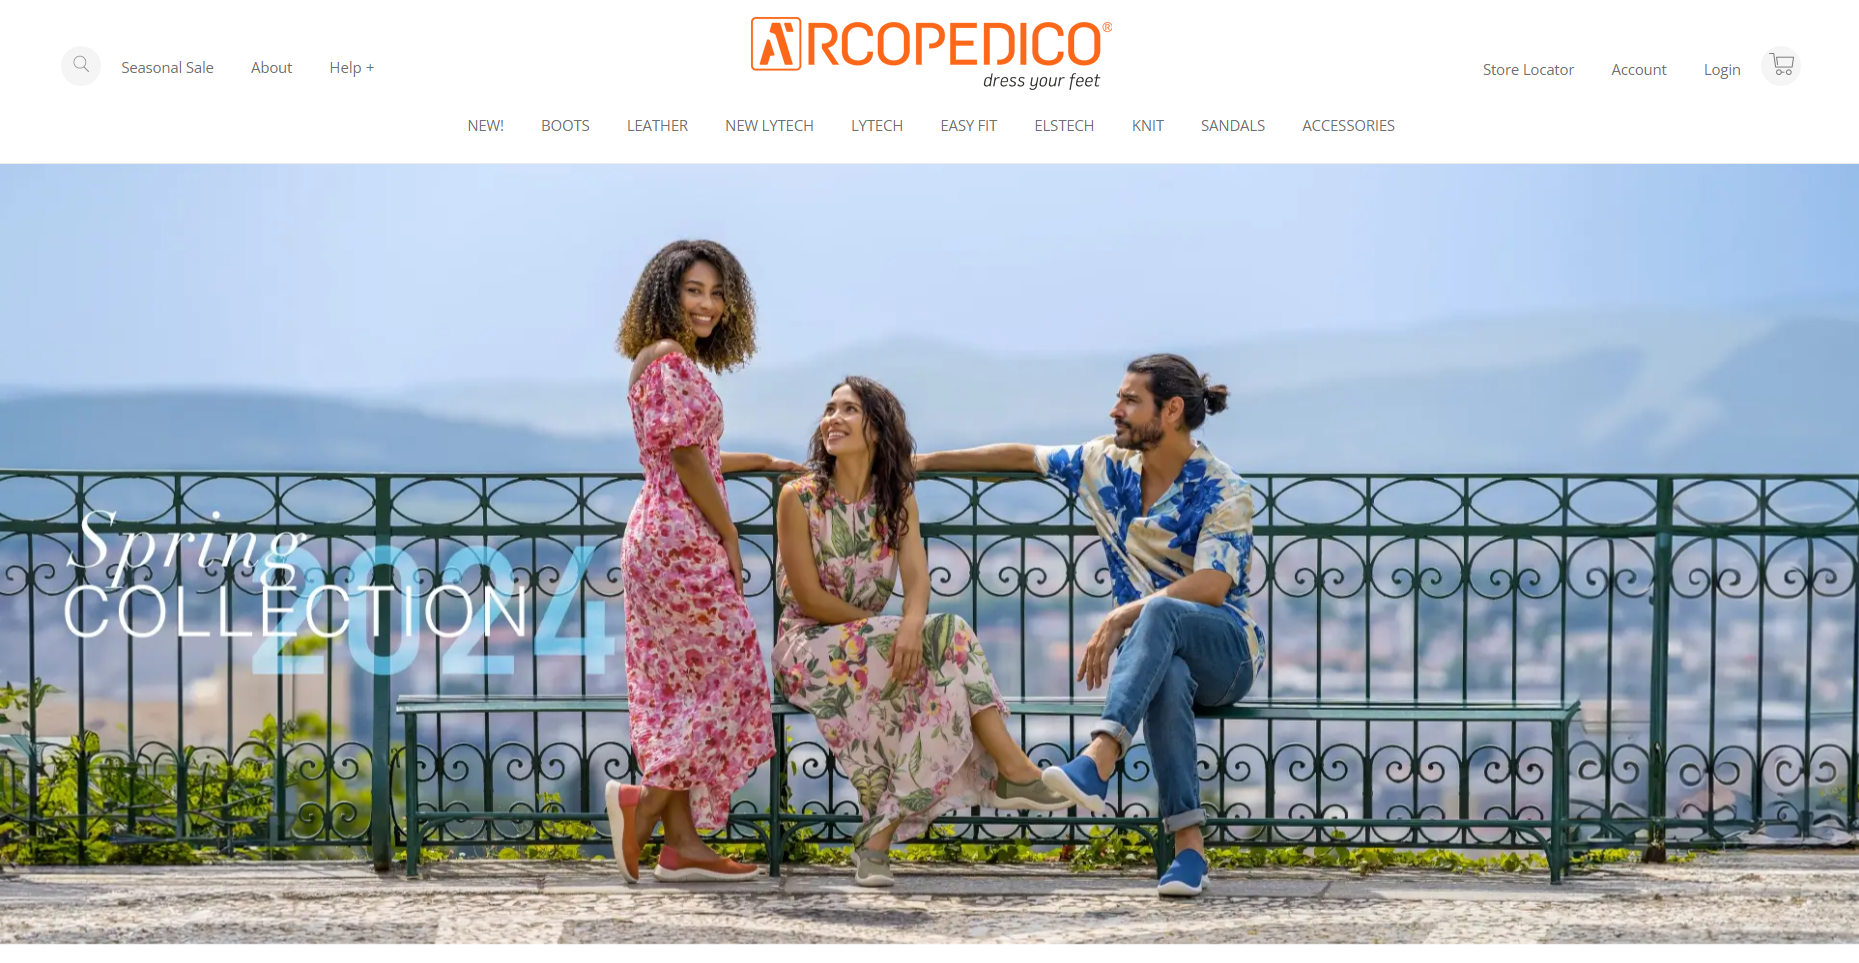 ARCOPEDICO®
dress your feet
Seasonal Sale
About
Help +
Store Locator
Account
Login
NEW!
BOOTS
LEATHER
NEW LYTECH
LYTECH
EASY FIT
ELSTECH
KNIT
SANDALS
ACCESSORIES
Spring
2024
COLLECTION